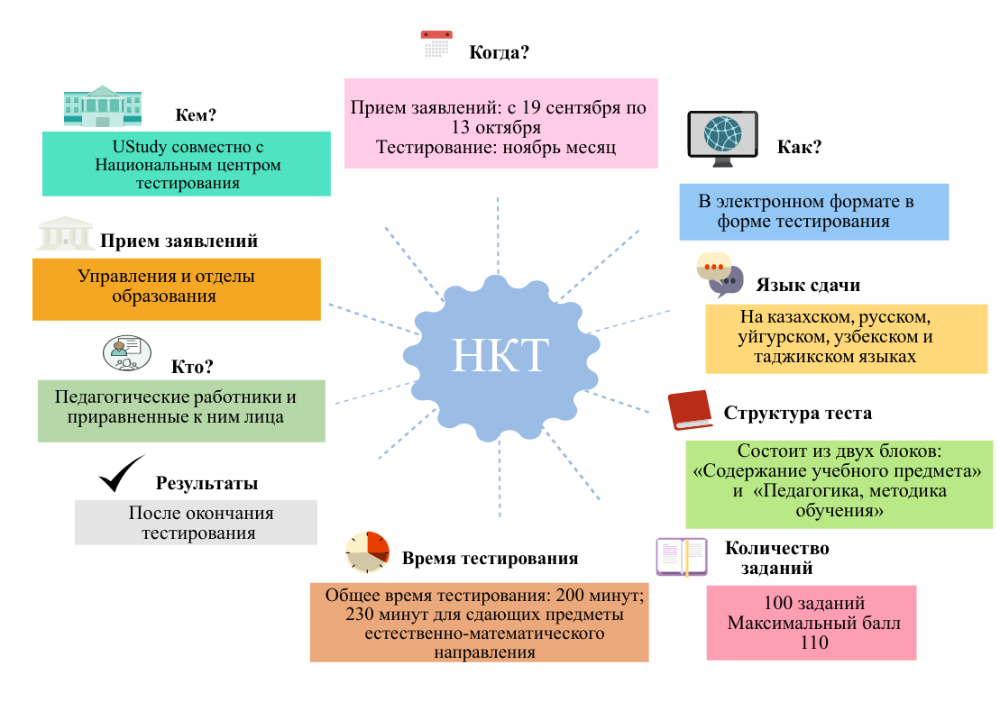 Когда?
Прием заявлений: с 19 сентября по
13 октября
Тестирование: ноябрь месяц
Кем?
UStudy совместно с
Национальным центром
тестирования
Как?
В электронном формате в
форме тестирования
Прием заявлений
Управления и отделы
образования
Язык сдачи
На казахском, русском,
уйгурском, узбекском и
таджикском языках
НКТ
Кто?
Педагогические работники и
приравненные к ним лица
Структура теста
Состоит из двух блоков:
«Содержание учебного предмета»
и «Педагогика, методика
обучения»
Результаты
После окончания
тестирования
Время тестирования
Общее время тестирования: 200 минут;
230 минут для сдающих предметы
естественно-математического
направления
Количество
заданий
100 заданий
Максимальный балл
110